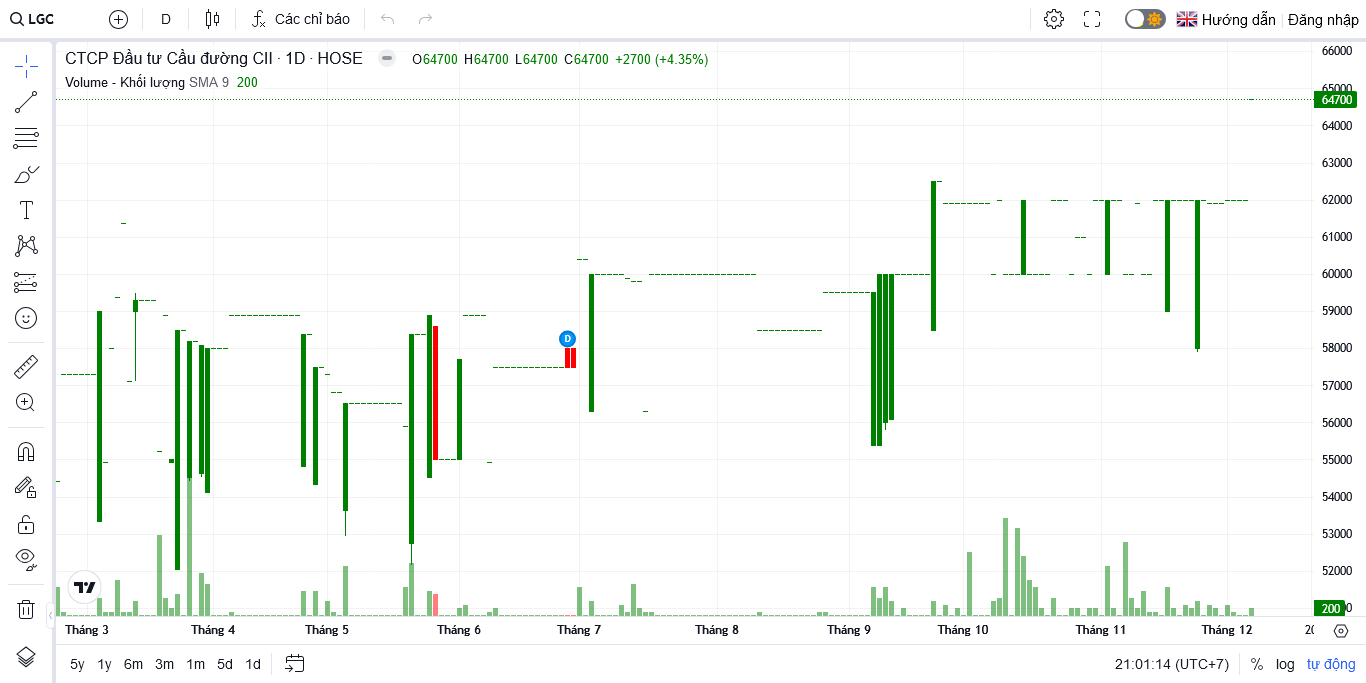 LGC D Các chỉ báo Hướng dẫn Đăng nhập
CTCP Đầu tư Cầu đường CII · 1D · HOSE O64700 H64700 L64700 C64700 +2700 (+4.35%)
Volume - Khối lượng SMA 9 200
66000
65000
64700
64000
63000
62000
61000
60000
59000
58000
57000
56000
55000
54000
53000
52000
200
D
Tháng 3 Tháng 4 Tháng 5 Tháng 6 Tháng 7 Tháng 8 Tháng 9 Tháng 10 Tháng 11 Tháng 12
5y 1y 6m 3m 1m 5d 1d 21:01:14 (UTC+7) % log tự động